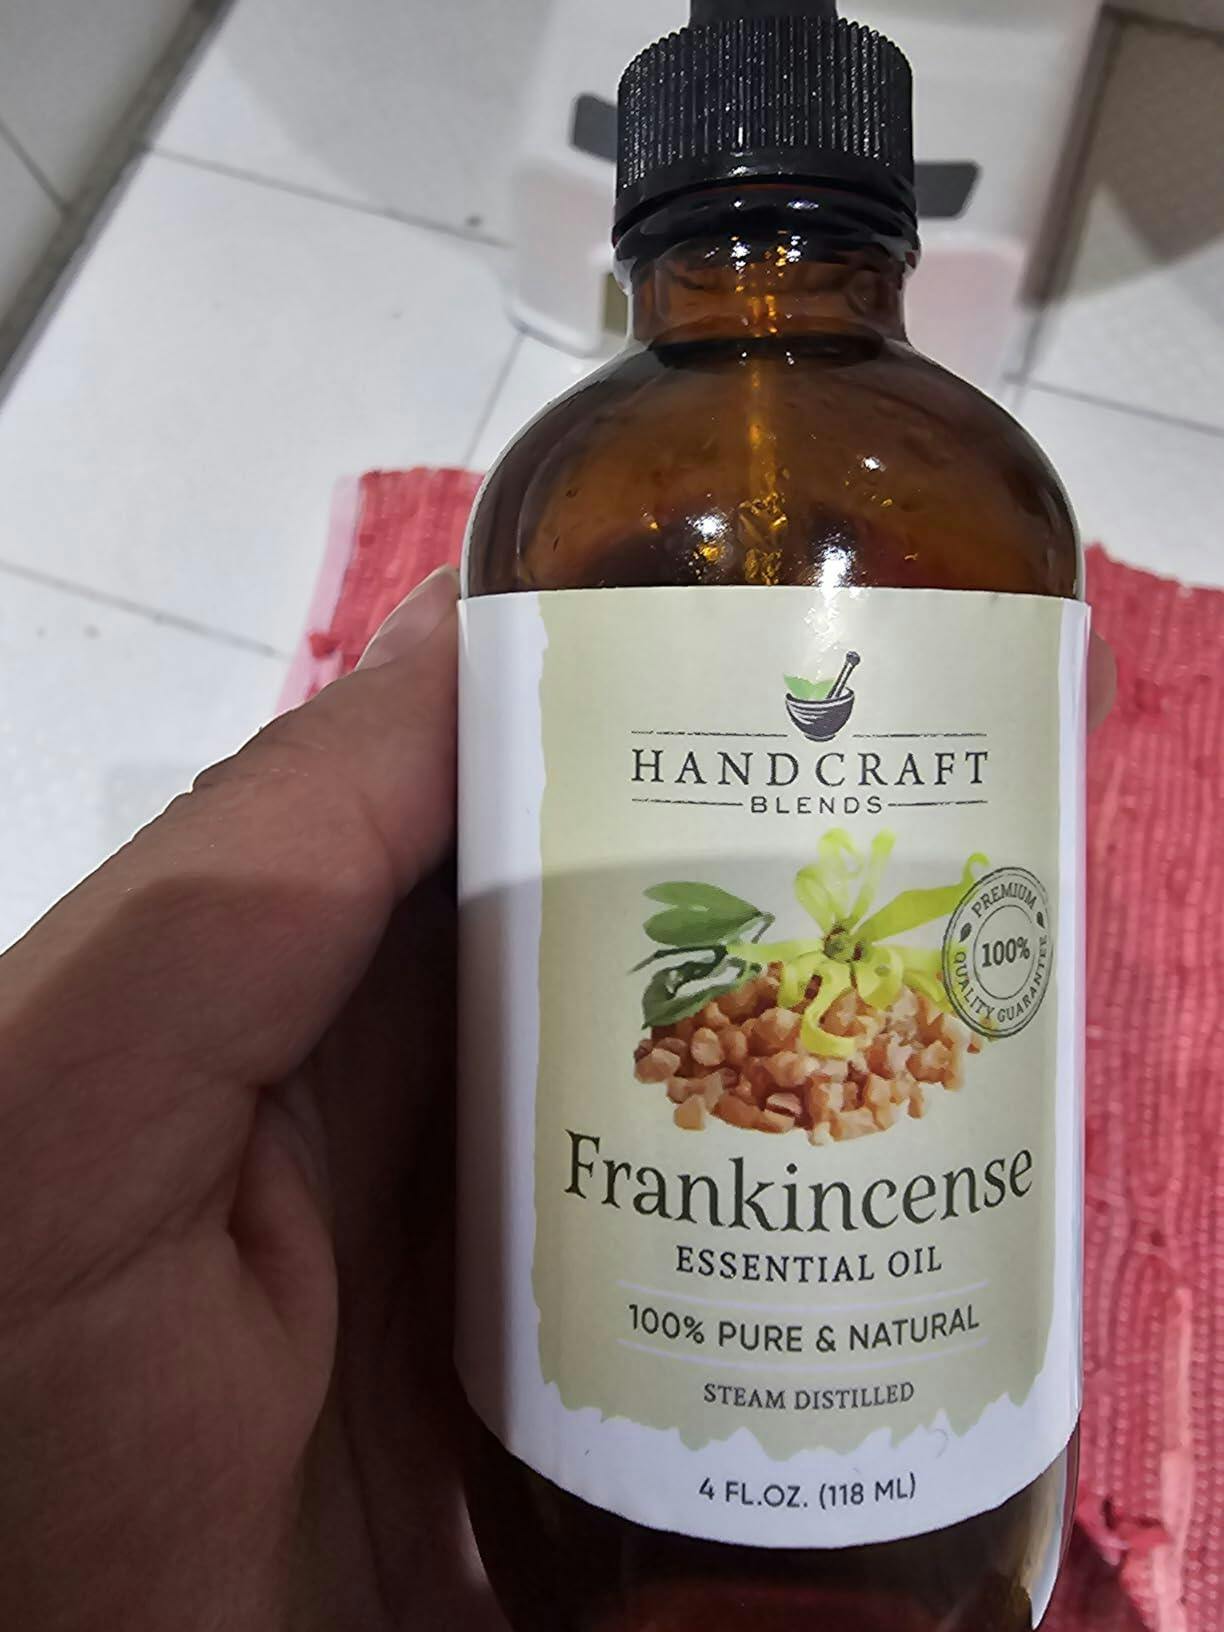 HANDCRAFT
BLENDS
PREMIUM
100%
QUALITY GUARANTEE
Frankincense
ESSENTIAL OIL
100% PURE & NATURAL
STEAM DISTILLED
4 FL.OZ. (118 ML)